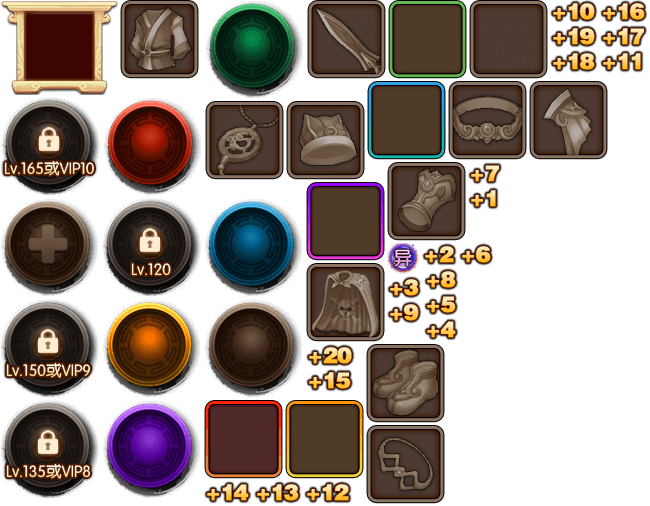 +10 +16
+19 +17
+18 +11
Lv.165或VIP10
+7
+1
Lv.120
异
+2 +6
+3
+8
+9
+5
+4
Lv.150或VIP9
+20
+15
Lv.135或VIP8
+14 +13 +12